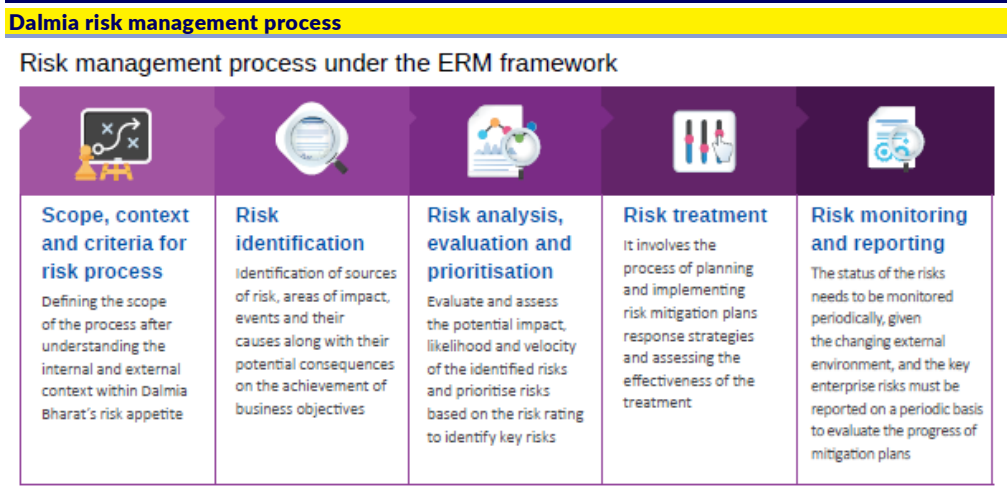 Dalmia risk management process
Risk management process under the ERM framework
Scope, context
and criteria for
risk process
Defining the scope
of the process after
understanding the
internal and external
context within Dalmia
Bharat's risk appetite
Risk
identification
Identification of sources
of risk, areas of impact,
events and their
causes along with their
potential consequences
on the achievement of
business objectives
Risk analysis,
evaluation and
prioritisation
Evaluate and assess
the potential impact,
likelihood and velocity
of the identified risks
and prioritise risks
based on the risk rating
to identify key risks
Risk treatment
It involves the
process of planning
and implementing
risk mitigation plans
response strategies
and assessing the
effectiveness of the
treatment
Risk monitoring
and reporting
The status of the risks
needs to be monitored
periodically, given
the changing external
environment, and the key
enterprise risks must be
reported on a periodic basis
to evaluate the progress of
mitigation plans